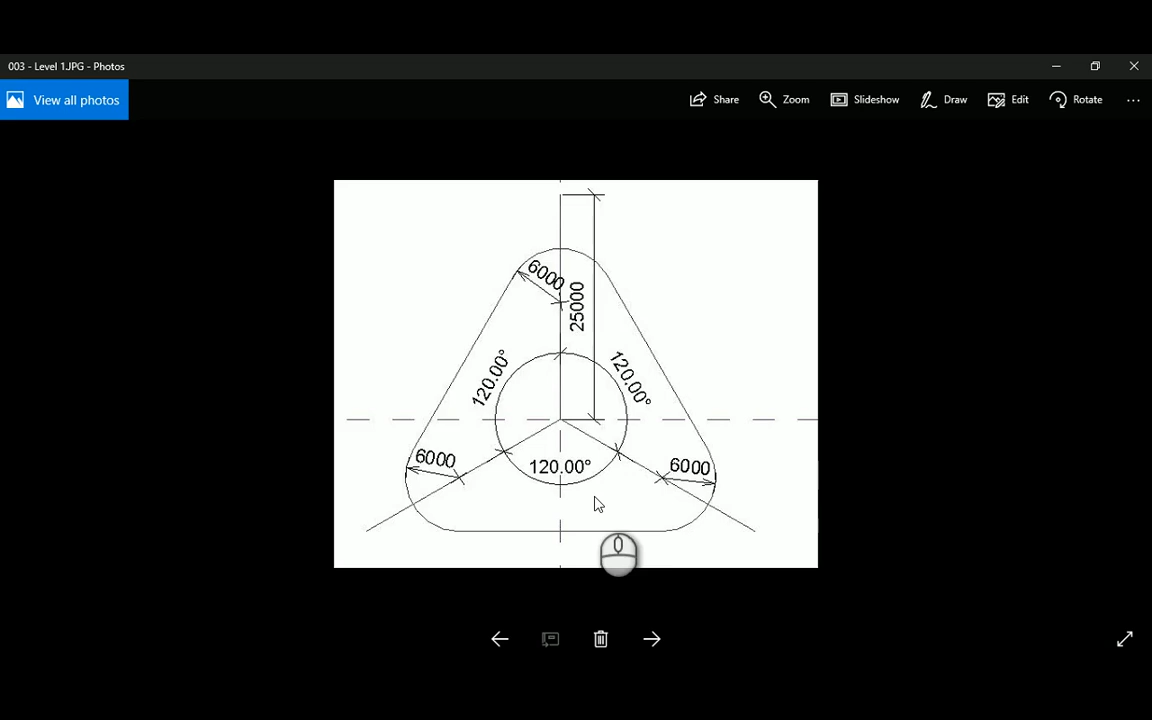 003 - Level 1.JPG - Photos
View all photos
Share
Zoom
Slideshow
Draw
Edit
Rotate
6000
25000
120.00°
120.00°
6000
120.00°
6000